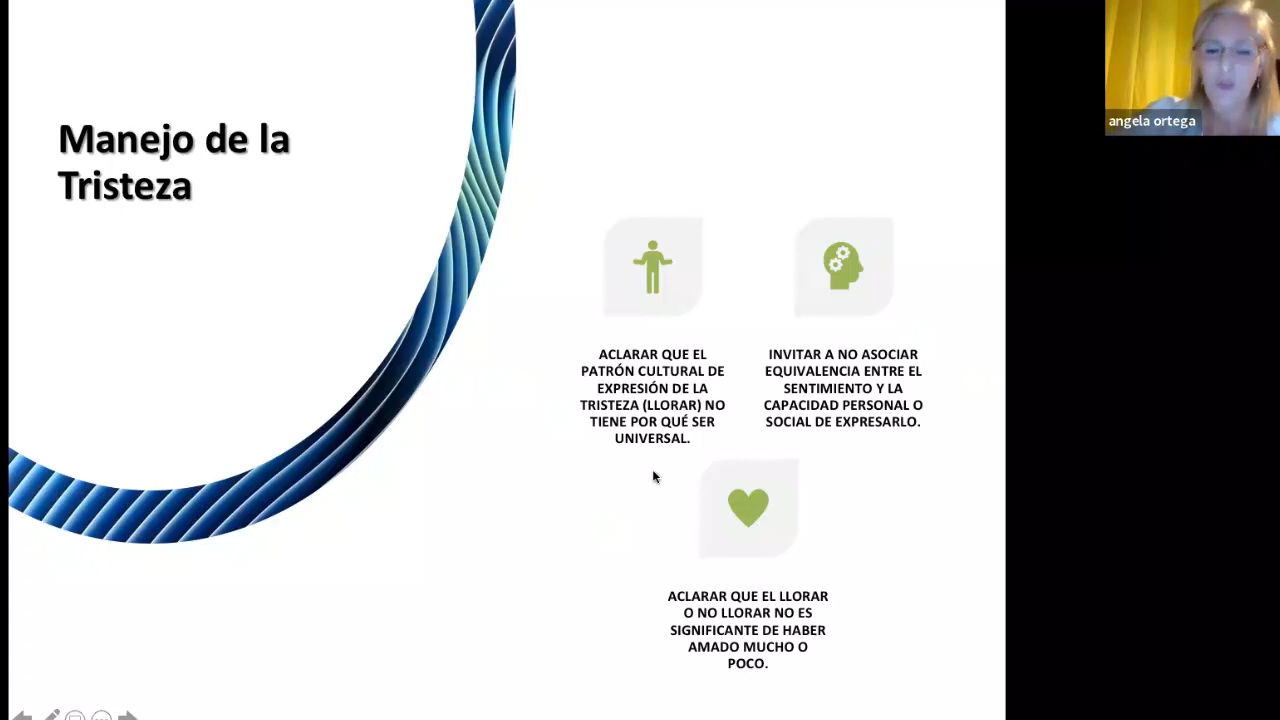 Manejo de la
Tristeza
ACLARAR QUE EL
PATRÓN CULTURAL DE
EXPRESIÓN DE LA
TRISTEZA (LLORAR) NO
TIENE POR QUÉ SER
UNIVERSAL.
INVITAR A NO ASOCIAR
EQUIVALENCIA ENTRE EL
SENTIMIENTO Y LA
CAPACIDAD PERSONAL O
SOCIAL DE EXPRESARLO.
ACLARAR QUE EL LLORAR
O NO LLORAR NO ES
SIGNIFICANTE DE HABER
AMADO MUCHO O
POCO.
angela ortega